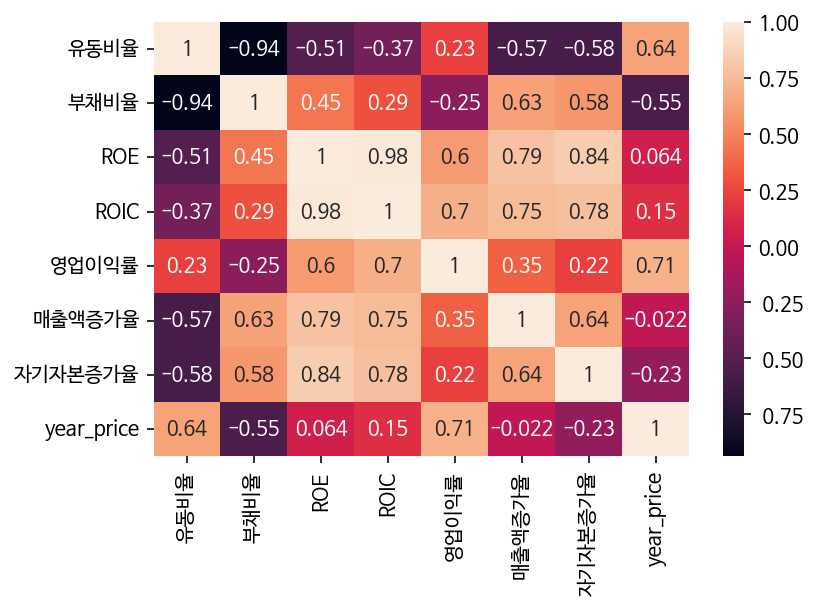 유동비율 1 −0.94 −0.51 −0.37 0.23 −0.57 −0.58 0.64
부채비율 −0.94 1 0.45 0.29 −0.25 0.63 0.58 −0.55
ROE −0.51 0.45 1 0.98 0.6 0.79 0.84 0.064
ROIC −0.37 0.29 0.98 1 0.7 0.75 0.78 0.15
영업이익률 0.23 −0.25 0.6 0.7 1 0.35 0.22 0.71
매출액증가율 −0.57 0.63 0.79 0.75 0.35 1 0.64 −0.022
자기자본증가율 −0.58 0.58 0.84 0.78 0.22 0.64 1 −0.23
year_price 0.64 −0.55 0.064 0.15 0.71 −0.022 −0.23 1
유동비율
부채비율
ROE
ROIC
영업이익률
매출액증가율
자기자본증가율
year_price
1.00
0.75
0.50
0.25
0.00
0.25
0.50
0.75